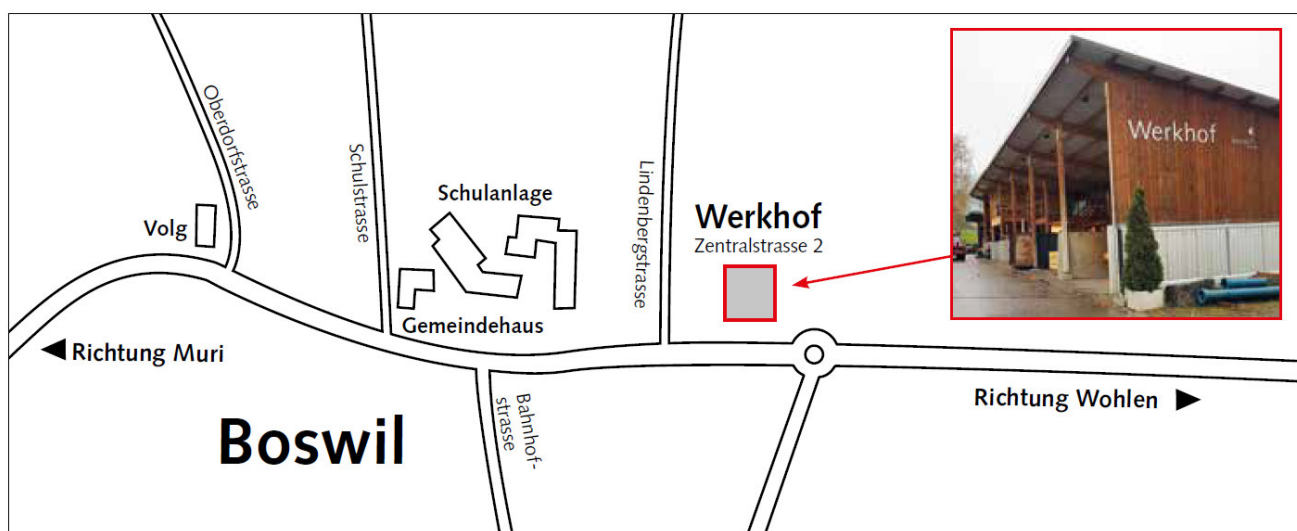 Oberdorfstrasse
Schulstrasse
Schulanlage
Lindenbergstrasse
Werkhof
Zentralstrasse 2
Werkhof
Volg
Gemeindehaus
Richtung Muri
Bahnhof-
strasse
Richtung Wohlen
Boswil